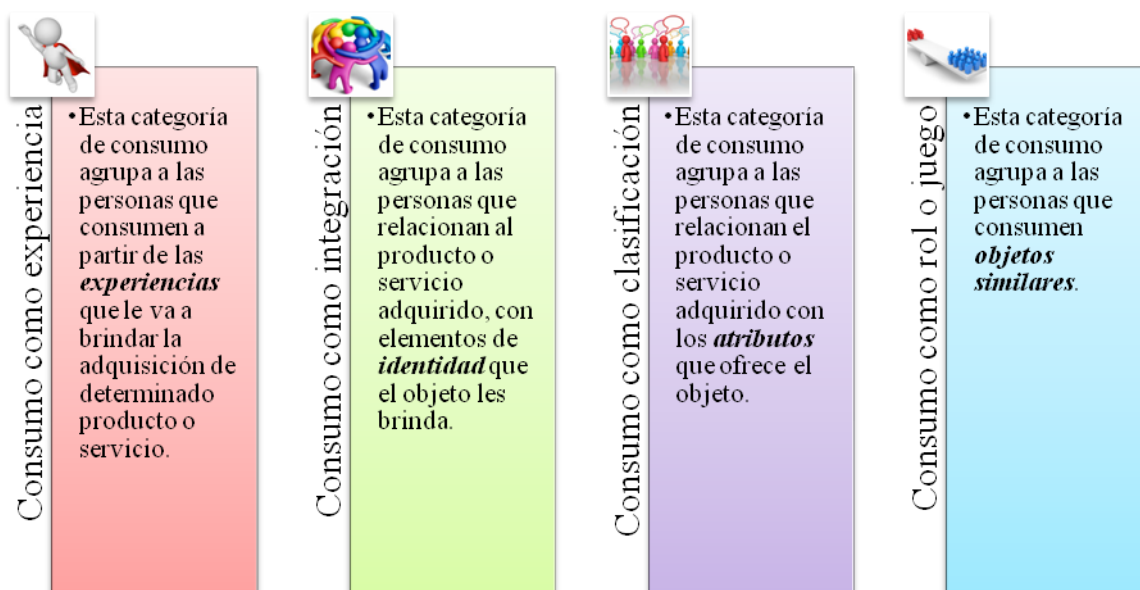 Consumo como experiencia
•Esta categoría
de consumo
agrupa a las
personas que
consumen a
partir de las
experiencias
que le va a
brindar la
adquisición de
determinado
producto o
servicio.
Consumo como integración
•Esta categoría
de consumo
agrupa a las
personas que
relacionan al
producto o
servicio
adquirido, con
elementos de
identidad que
el objeto les
brinda.
Consumo como clasificación
•Esta categoría
de consumo
agrupa a las
personas que
relacionan el
producto o
servicio
adquirido con
los atributos
que ofrece el
objeto.
Consumo como rol o juego
•Esta categoría
de consumo
agrupa a las
personas que
consumen
objetos
similares.